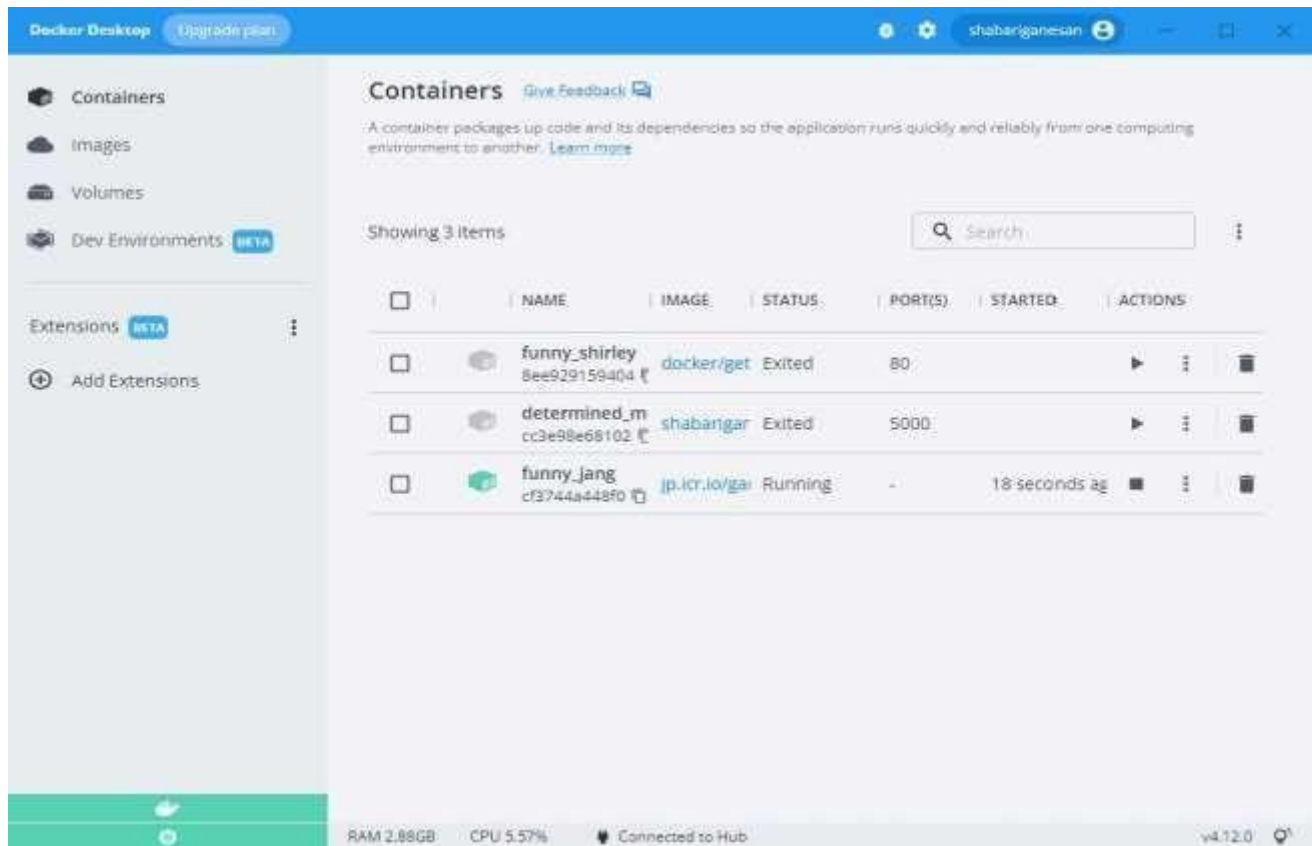 Docker Desktop Upgrade plan shabariganesan
Containers
Images
Volumes
Dev Environments BETA
Extensions BETA
Add Extensions
Containers Give Feedback
A container packages up code and its dependencies so the application runs quickly and reliably from one computing
environment to another. Learn more
Showing 3 items Search
NAME IMAGE STATUS PORT(S) STARTED ACTIONS
funny_shirley docker/get Exited 80
8ee929159404
determined_m shabarigar Exited 5000
cc3e98e68102
funny_jang jp.icr.io/ga Running - 18 seconds ag
cf3744a448f0
RAM 2.88GB CPU 5.57% Connected to Hub v4.12.0